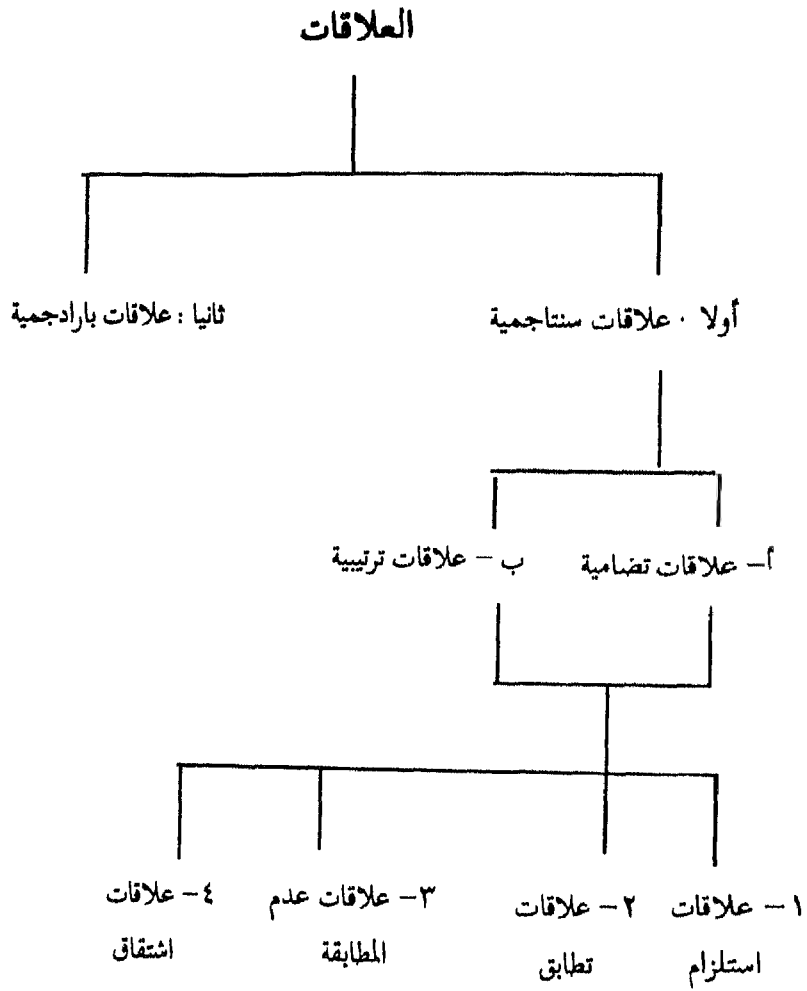 العلاقات
أولا · علاقات سنتاجمية
ثانيا : علاقات بارادجمية
أ – علاقات تضامية
ب – علاقات ترتيبية
١ – علاقات
استلزام
٢ – علاقات
تطابق
٣ – علاقات عدم
المطابقة
٤ – علاقات
اشتقاق